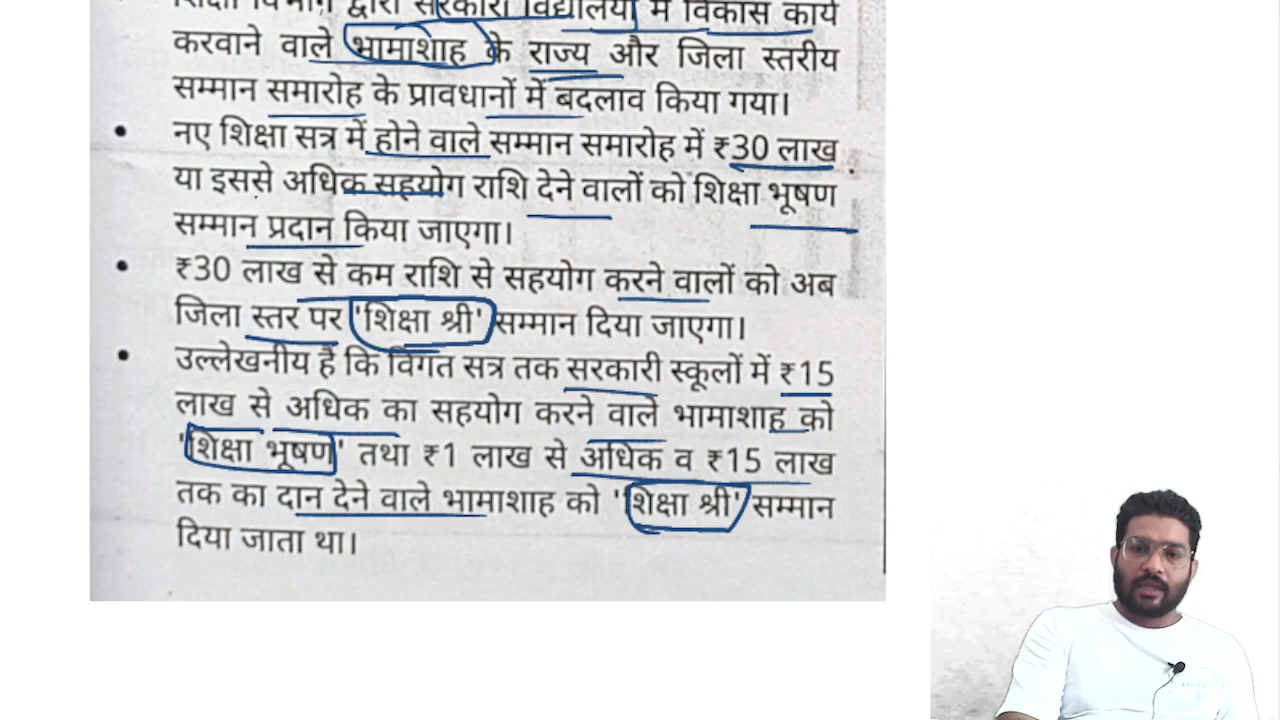 शिक्षा विभाग द्वारा सरकारी विद्यालयों में विकास कार्य
करवाने वाले भामाशाह के राज्य और जिला स्तरीय
सम्मान समारोह के प्रावधानों में बदलाव किया गया।
• नए शिक्षा सत्र में होने वाले सम्मान समारोह में ₹30 लाख
या इससे अधिक सहयोग राशि देने वालों को शिक्षा भूषण
सम्मान प्रदान किया जाएगा।
• ₹30 लाख से कम राशि से सहयोग करने वालों को अब
जिला स्तर पर 'शिक्षा श्री' सम्मान दिया जाएगा।
• उल्लेखनीय है कि विगत सत्र तक सरकारी स्कूलों में ₹15
लाख से अधिक का सहयोग करने वाले भामाशाह को
'शिक्षा भूषण' तथा ₹1 लाख से अधिक व ₹15 लाख
तक का दान देने वाले भामाशाह को 'शिक्षा श्री' सम्मान
दिया जाता था।